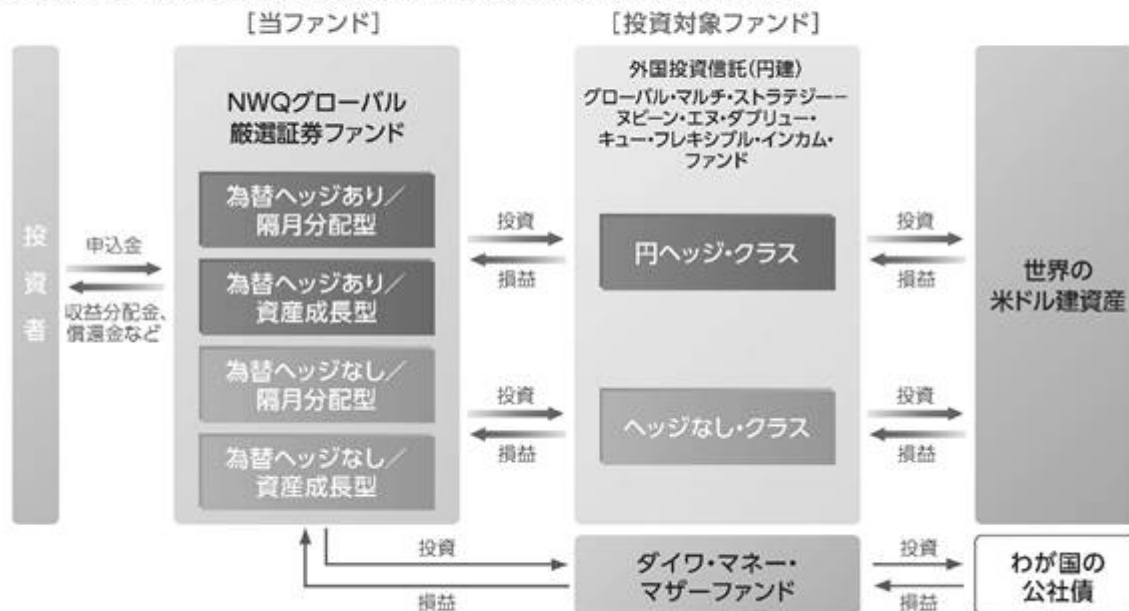 [当ファンド]
[投資対象ファンド]
投資者
申込金
収益分配金、
償還金など
NWQグローバル
厳選証券ファンド
為替ヘッジあり／
隔月分配型
為替ヘッジあり／
資産成長型
為替ヘッジなし／
隔月分配型
為替ヘッジなし／
資産成長型
投資
損益
投資
損益
外国投資信託(円建)
グローバル・マルチ・ストラテジー－
ヌビーン・エヌ・ダブリュー・
キュー・フレキシブル・インカム・
ファンド
円ヘッジ・クラス
ヘッジなし・クラス
投資
損益
投資
損益
世界の
米ドル建資産
投資
損益
ダイワ・マネー・
マザーファンド
投資
損益
わが国の
公社債